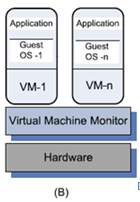 Application
Guest
OS -1
VM-1
Application
Guest
OS -n
VM-n
Virtual Machine Monitor
Hardware
(B)